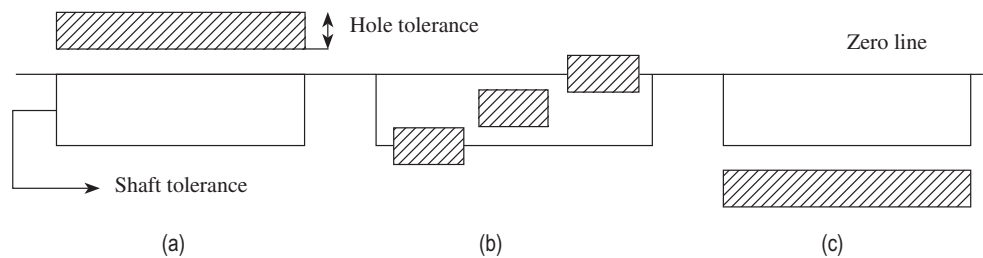 Hole tolerance
Zero line
Shaft tolerance
(a)
(b)
(c)